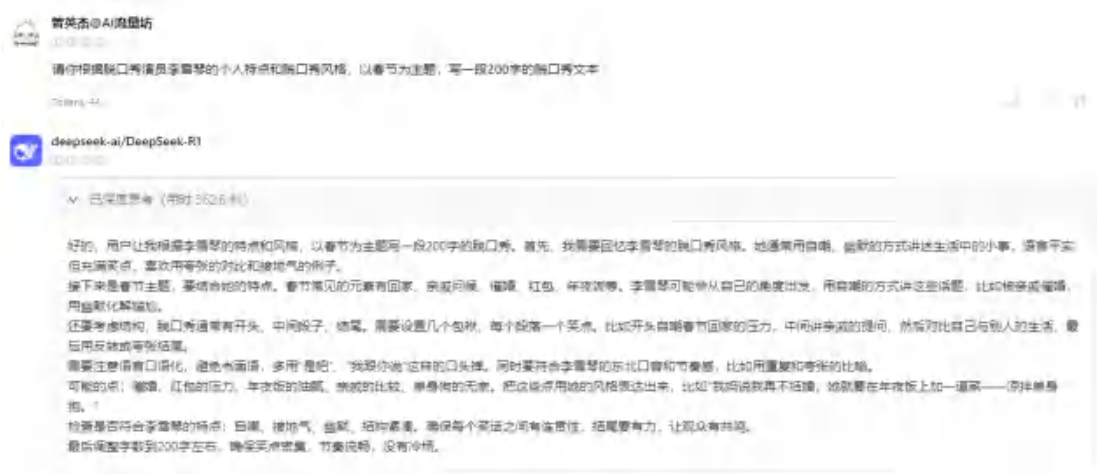 曾英杰@AI流量坊
请你根据脱口秀演员李雪琴的个人特点和脱口秀风格，以春节为主题，写一段200字的脱口秀文本
deepseek-ai/DeepSeek-R1
已深度思考（用时 36.26 秒）
好的，用户让我根据李雪琴的特点和风格，以春节为主题写一段200字的脱口秀。首先，我需要回忆李雪琴的脱口秀风格。她通常用自嘲、幽默的方式讲述生活中的小事，语言平实
但充满笑点，喜欢用夸张的对比和接地气的例子。
接下来是春节主题，要结合她的特点。春节常见的元素有回家、亲戚问候、催婚、红包、年夜饭等。李雪琴可能会从自己的角度出发，用自嘲的方式讲这些话题，比如被亲戚催婚，
用幽默化解尴尬。
还要考虑结构，脱口秀通常有开头、中间段子、结尾。需要设置几个包袱，每个段落一个笑点。比如开头自嘲春节回家的压力，中间讲亲戚的提问，然后对比自己与别人的生活，最
后用反转或夸张结尾。
需要注意语言口语化，避免书面语，多用“是吧”、“我跟你说”这样的口头禅。同时要符合李雪琴的东北口音和节奏感，比如用重复和夸张的比喻。
可能的点：催婚、红包的压力、年夜饭的油腻、亲戚的比较、单身狗的无奈。把这些点用她的风格表达出来，比如“我妈说我再不结婚，她就要在年夜饭上加一道菜——凉拌单身
狗。”
检查是否符合李雪琴的特点：自嘲、接地气、幽默、结构紧凑。确保每个笑话之间有连贯性，结尾要有力，让观众有共鸣。
最后调整字数到200字左右，确保笑点密集，节奏流畅，没有冷场。